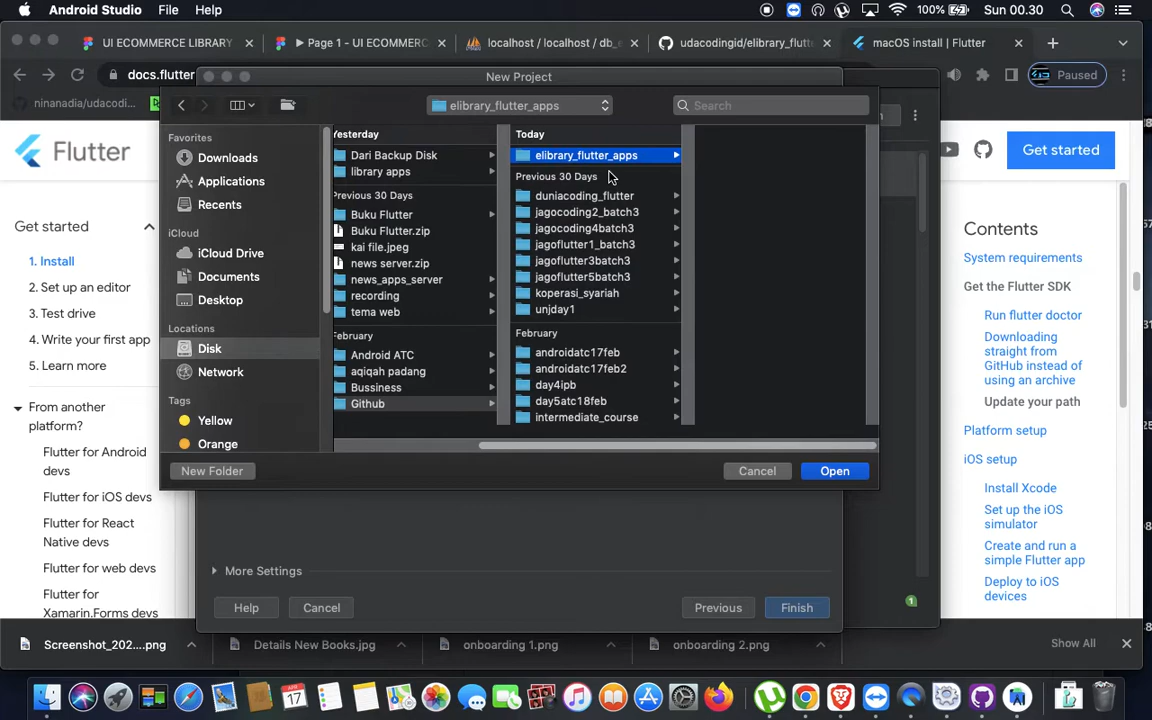 Android Studio File Help 100% Sun 00.30
UI ECOMMERCE LIBRARY
Page 1 - UI ECOMMERC
localhost / localhost / db_e
udacodingid/elibrary_flutte
macOS install | Flutter
docs.flutter
New Project
Paused
ninanadia/udacodi...
elibrary_flutter_apps
Search
Flutter
Get started
Get started
1. Install
2. Set up an editor
3. Test drive
4. Write your first app
5. Learn more
From another
platform?
Flutter for Android
devs
Flutter for iOS devs
Flutter for React
Native devs
Flutter for web devs
Flutter for
Xamarin.Forms devs
Favorites
Downloads
Applications
Recents
iCloud
iCloud Drive
Documents
Desktop
Locations
Disk
Network
Tags
Yellow
Orange
Yesterday
Dari Backup Disk
library apps
Previous 30 Days
Buku Flutter
Buku Flutter.zip
kai file.jpeg
news server.zip
news_apps_server
recording
tema web
February
Android ATC
aqiqah padang
Bussiness
Github
Today
elibrary_flutter_apps
Previous 30 Days
duniacoding_flutter
jagocoding2_batch3
jagocoding4batch3
jagoflutter1_batch3
jagoflutter3batch3
jagoflutter5batch3
koperasi_syariah
unjday1
February
androidatc17feb
androidatc17feb2
day4ipb
day5atc18feb
intermediate_course
New Folder
Cancel
Open
More Settings
Help
Cancel
Previous
Finish
1
Contents
System requirements
Get the Flutter SDK
Run flutter doctor
Downloading
straight from
GitHub instead of
using an archive
Update your path
Platform setup
iOS setup
Install Xcode
Set up the iOS
simulator
Create and run a
simple Flutter app
Deploy to iOS
devices
Screenshot_202....png
Details New Books.jpg
onboarding 1.png
onboarding 2.png
Show All
APR
17